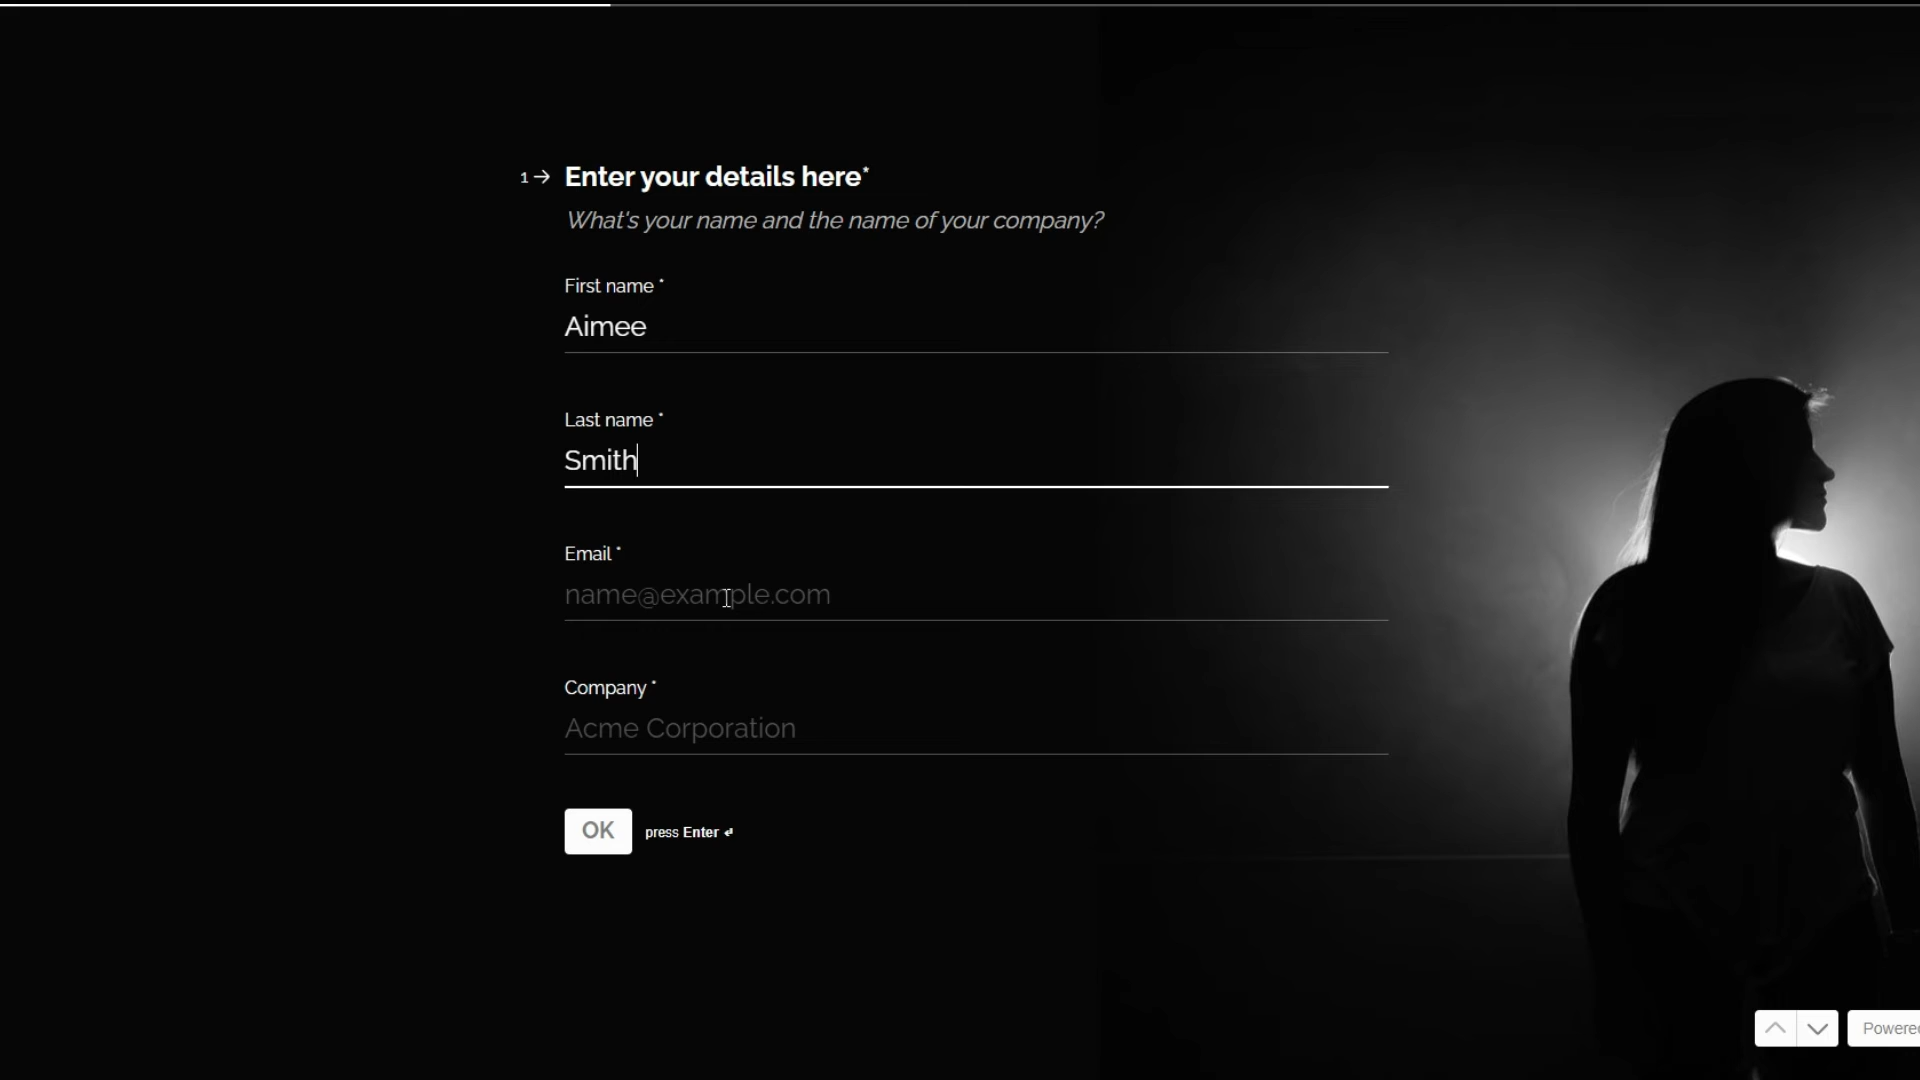 1→ Enter your details here*
What's your name and the name of your company?
First name *
Aimee
Last name *
Smith
Email *
name@example.com
Company *
Acme Corporation
OK press Enter ↵